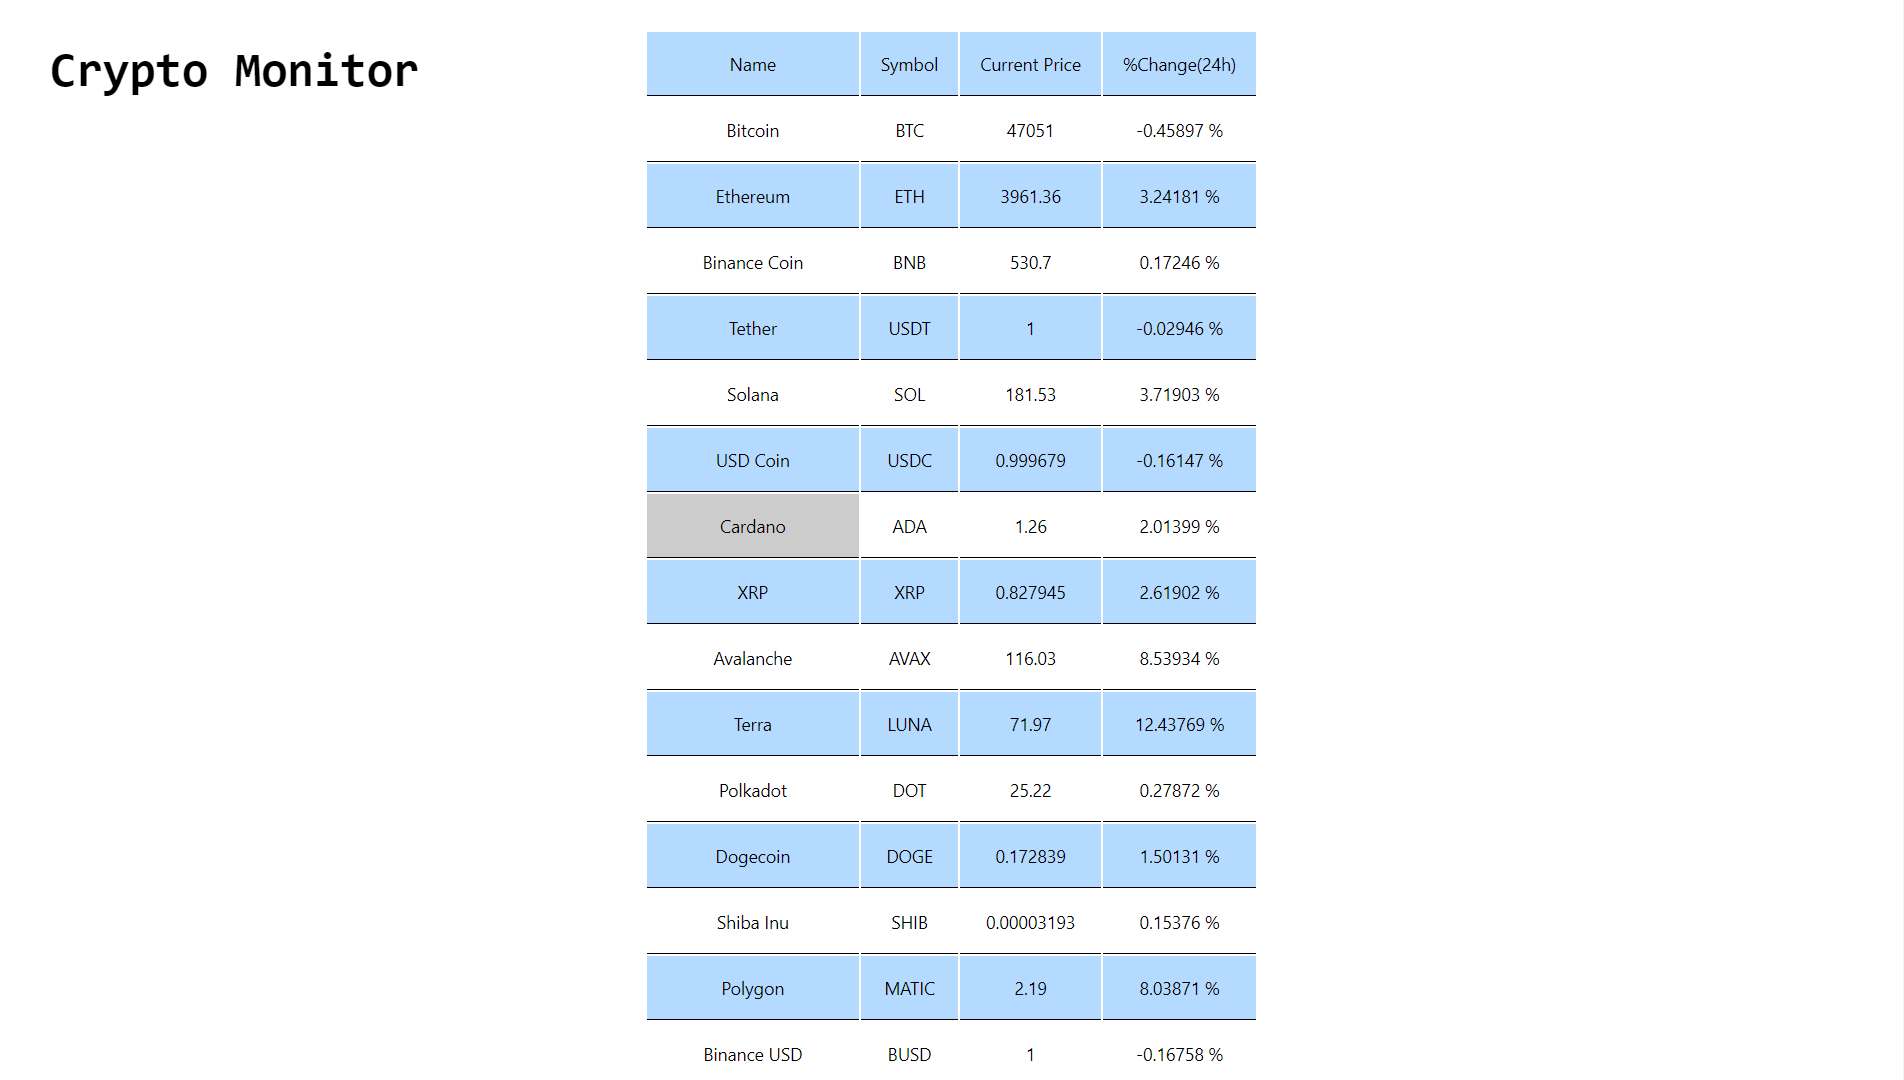 Crypto Monitor
Name Symbol Current Price %Change(24h)
Bitcoin BTC 47051 -0.45897 %
Ethereum ETH 3961.36 3.24181 %
Binance Coin BNB 530.7 0.17246 %
Tether USDT 1 -0.02946 %
Solana SOL 181.53 3.71903 %
USD Coin USDC 0.999679 -0.16147 %
Cardano ADA 1.26 2.01399 %
XRP XRP 0.827945 2.61902 %
Avalanche AVAX 116.03 8.53934 %
Terra LUNA 71.97 12.43769 %
Polkadot DOT 25.22 0.27872 %
Dogecoin DOGE 0.172839 1.50131 %
Shiba Inu SHIB 0.00003193 0.15376 %
Polygon MATIC 2.19 8.03871 %
Binance USD BUSD 1 -0.16758 %